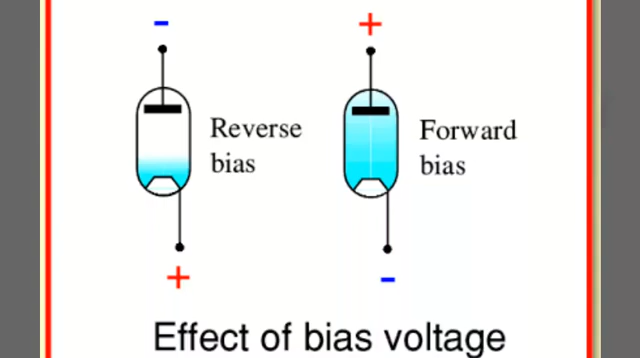 -
+
Reverse
bias
Forward
bias
+
-
Effect of bias voltage